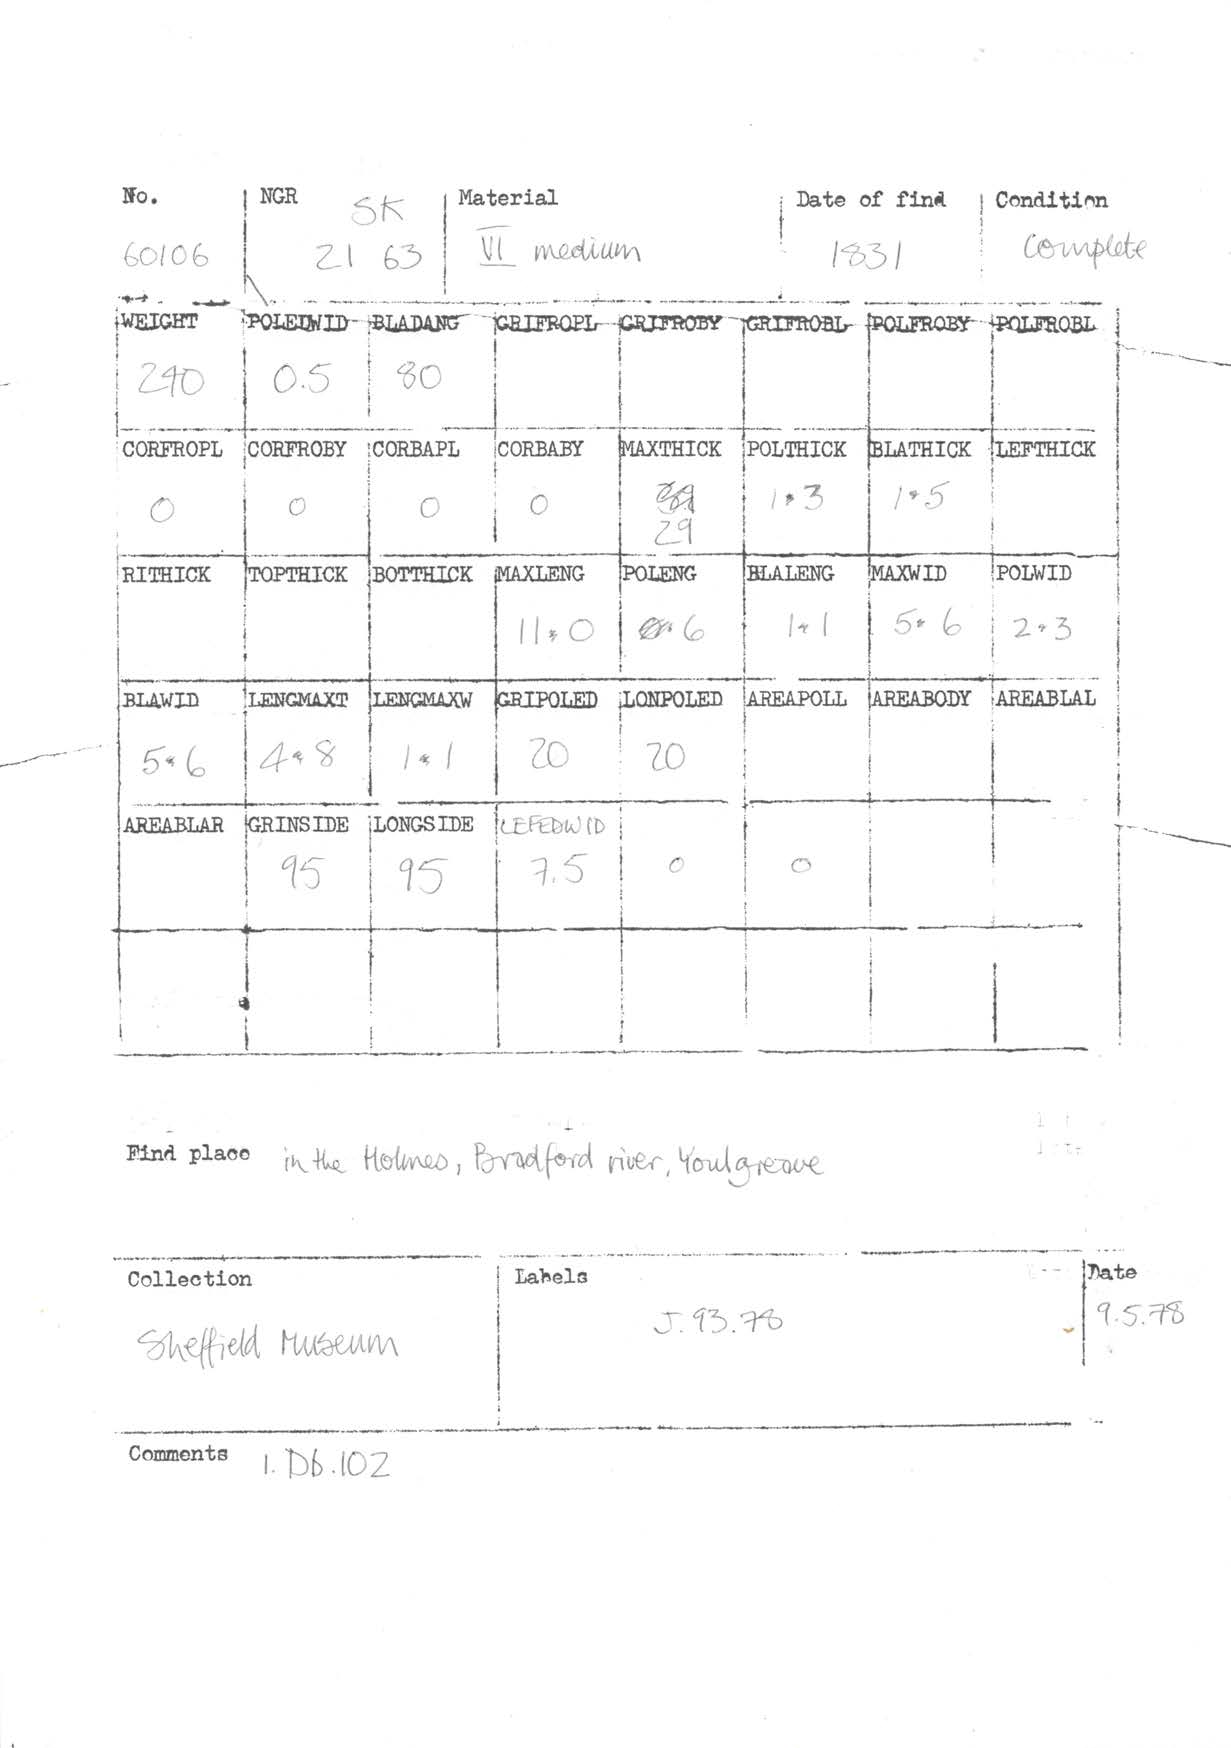 No. NGR Material Date of find Condition
SK
60106 21 63 VI medium 1831 Complete
WEIGHT POLEDWID BLADANG GRIFROPL GRIFROBY GRIFROBL POLFROBY POLFROBL
240 0.5 80
CORFROPL CORFROBY CORBAPL CORBABY MAXTHICK POLTHICK BLATHICK LEFTHICK
0 0 0 0 1.3 1.5
29
RITHICK TOPTHICK BOTTHICK MAXLENG POLENG BLALENG MAXWID POLWID
11.0 .6 1.1 5.6 2.3
BLAWID LENGMAXT LENGMAXW GRIPOLED LONPOLED AREAPOLL AREABODY AREABLAL
5.6 4.8 1.1 20 20
AREABLAR GRINSIDE LONGSIDE LEFEDWID
95 95 7.5 0 0
Find place in the Holmes, Bradford river, Youlgreave
Collection Labels Date
Sheffield Museum J.93.78 9.5.78
Comments 1.Db.102